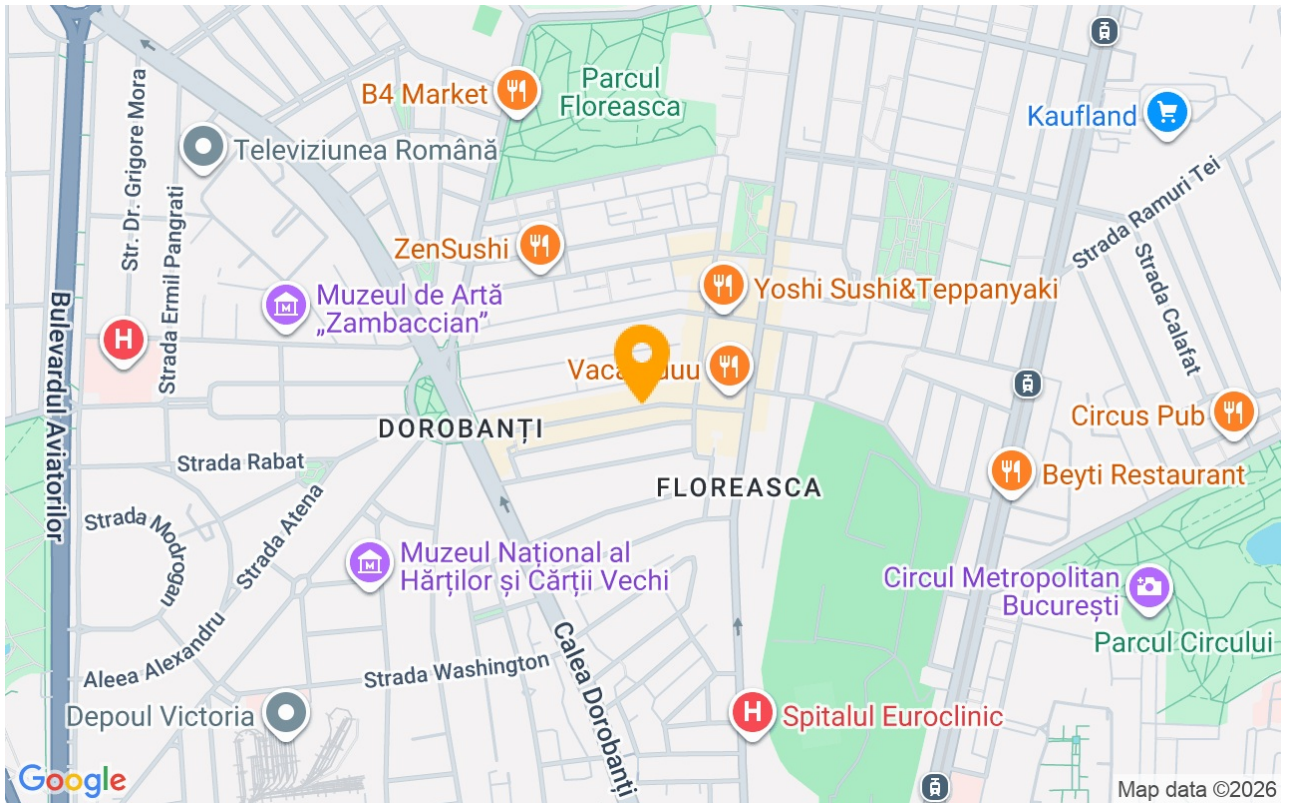 B4 Market
Parcul
Floreasca
Kaufland
Televiziunea Română
Str. Dr. Grigore Mora
Strada Ermil Pangrati
Strada Ramuri Tei
ZenSushi
Strada Calafat
Muzeul de Artă
„Zambaccian”
Yoshi Sushi&Teppanyaki
H
Bulevardul Aviatorilor
Circus Pub
DOROBANȚI
Strada Rabat
Beyti Restaurant
FLOREASCA
Strada Atena
Strada Modrogan
Muzeul Național al
Hărților și Cărții Vechi
Circul Metropolitan
București
Parcul Circului
Aleea Alexandru
Strada Washington
Calea Dorobanți
Depoul Victoria
H
Spitalul Euroclinic
Google
Map data ©2026